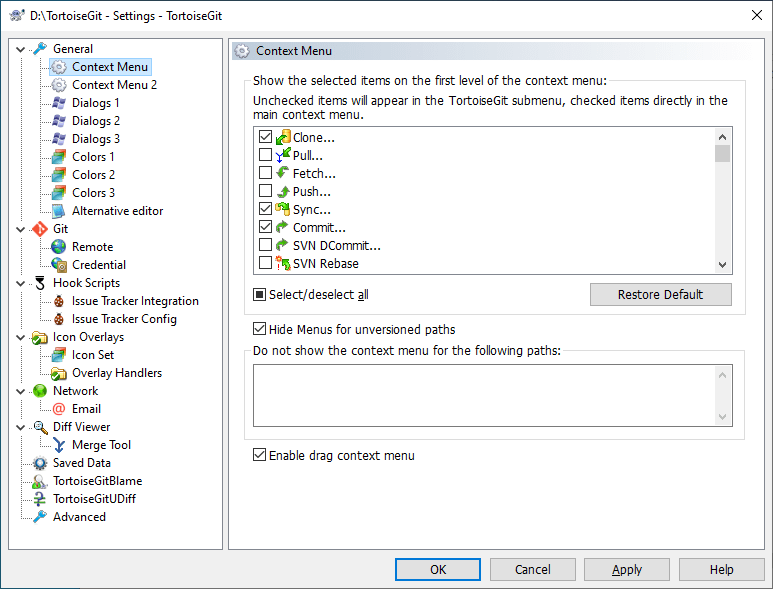 D:\TortoiseGit - Settings - TortoiseGit
General
Context Menu
Context Menu 2
Dialogs 1
Dialogs 2
Dialogs 3
Colors 1
Colors 2
Colors 3
Alternative editor
Git
Remote
Credential
Hook Scripts
Issue Tracker Integration
Issue Tracker Config
Icon Overlays
Icon Set
Overlay Handlers
Network
Email
Diff Viewer
Merge Tool
Saved Data
TortoiseGitBlame
TortoiseGitUDiff
Advanced
Context Menu
Show the selected items on the first level of the context menu:
Unchecked items will appear in the TortoiseGit submenu, checked items directly in the
main context menu.
Clone...
Pull...
Fetch...
Push...
Sync...
Commit...
SVN DCommit...
SVN Rebase
Select/deselect all
Restore Default
Hide Menus for unversioned paths
Do not show the context menu for the following paths:
Enable drag context menu
OK
Cancel
Apply
Help